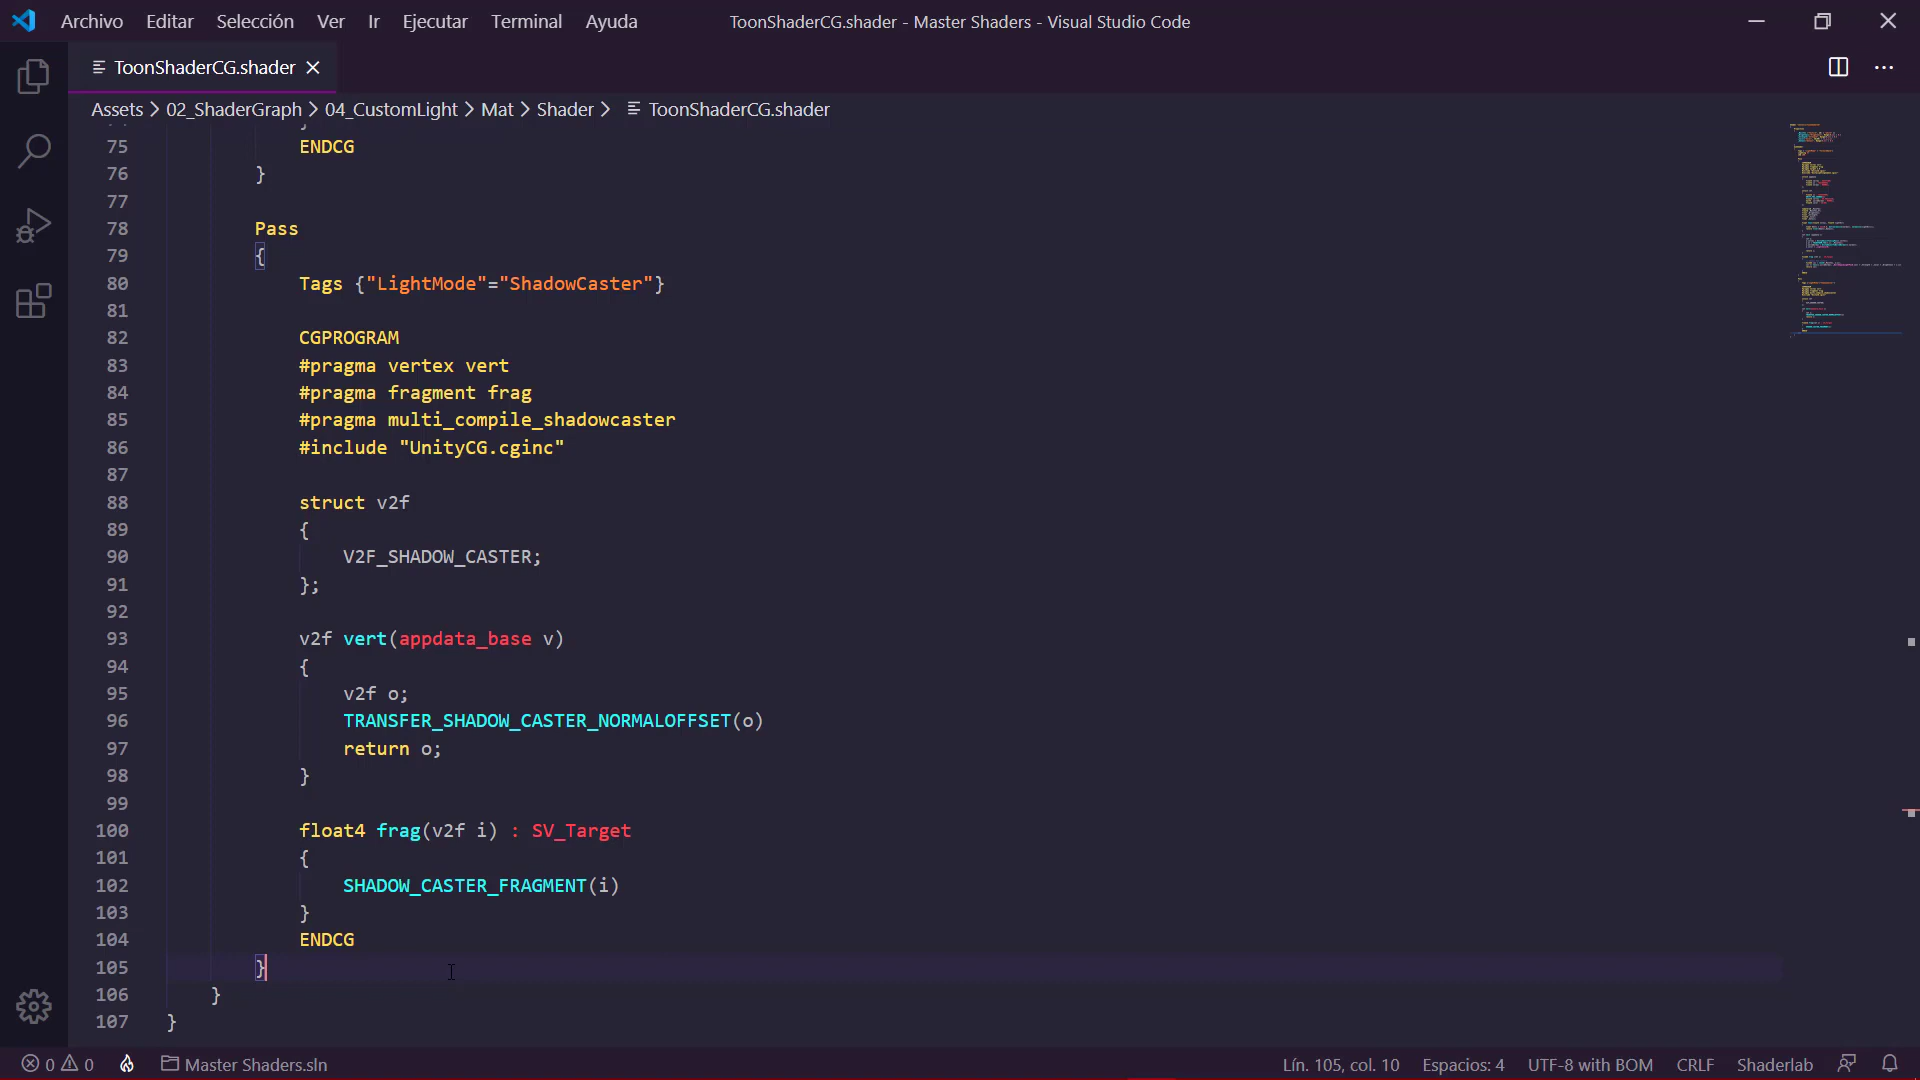 Archivo Editar Selección Ver Ir Ejecutar Terminal Ayuda ToonShaderCG.shader - Master Shaders - Visual Studio Code
ToonShaderCG.shader
Assets > 02_ShaderGraph > 04_CustomLight > Mat > Shader > ToonShaderCG.shader
75 ENDCG
76 }
77
78 Pass
79 {
80 Tags {"LightMode"="ShadowCaster"}
81
82 CGPROGRAM
83 #pragma vertex vert
84 #pragma fragment frag
85 #pragma multi_compile_shadowcaster
86 #include "UnityCG.cginc"
87
88 struct v2f
89 {
90 V2F_SHADOW_CASTER;
91 };
92
93 v2f vert(appdata_base v)
94 {
95 v2f o;
96 TRANSFER_SHADOW_CASTER_NORMALOFFSET(o)
97 return o;
98 }
99
100 float4 frag(v2f i) : SV_Target
101 {
102 SHADOW_CASTER_FRAGMENT(i)
103 }
104 ENDCG
105 }
106 }
107 }
0 0 Master Shaders.sln Lín. 105, col. 10 Espacios: 4 UTF-8 with BOM CRLF Shaderlab